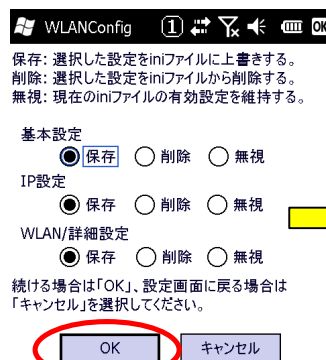 WLANConfig 1 OK
保存: 選択した設定をiniファイルに上書きする。
削除: 選択した設定をiniファイルから削除する。
無視: 現在のiniファイルの有効設定を維持する。
基本設定
保存 削除 無視
IP設定
保存 削除 無視
WLAN/詳細設定
保存 削除 無視
続ける場合は「OK」、設定画面に戻る場合は
「キャンセル」を選択してください。
OK キャンセル